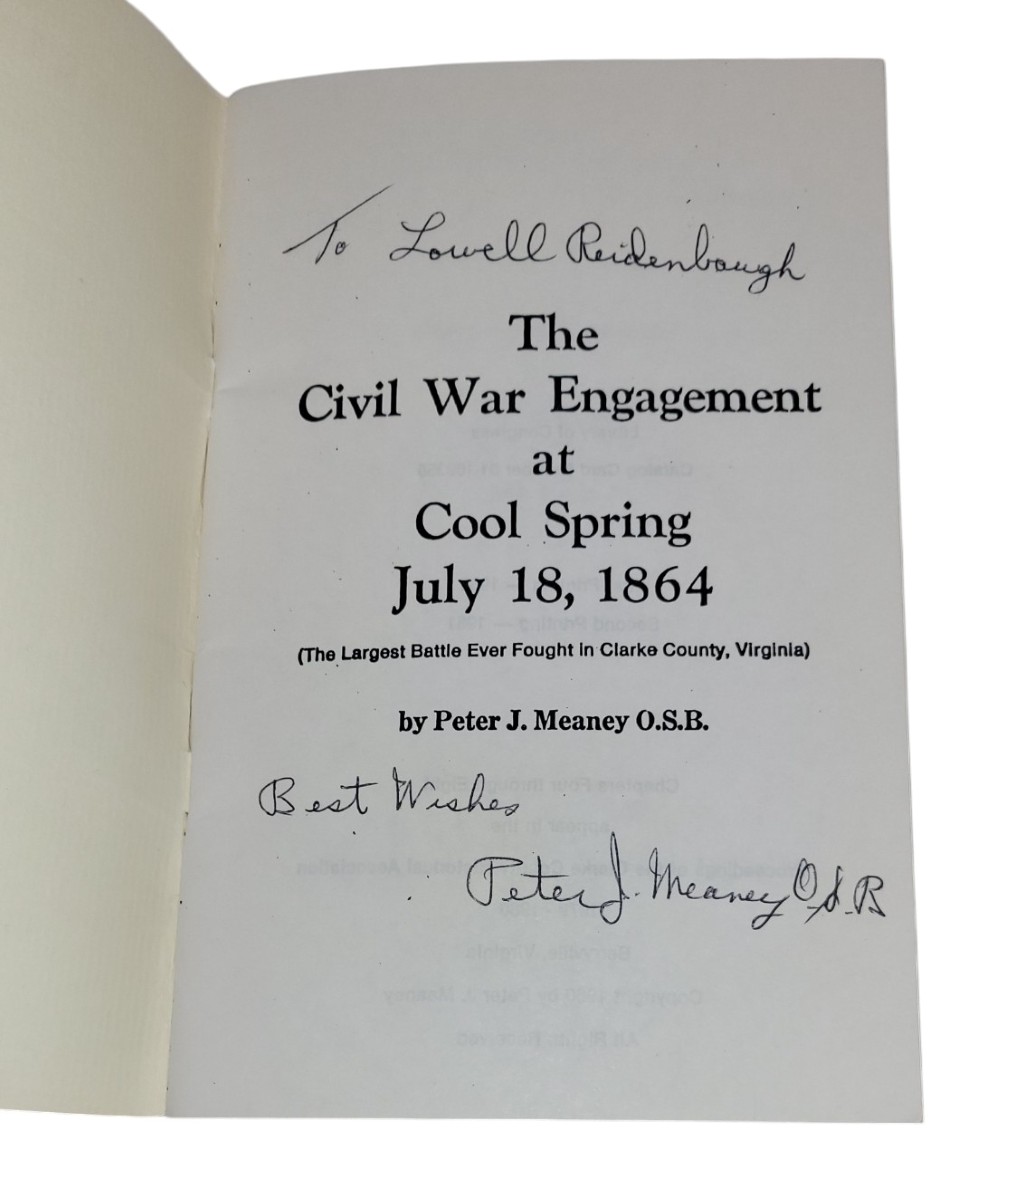 To Lowell Reidenbaugh
The
Civil War Engagement
at
Cool Spring
July 18, 1864
(The Largest Battle Ever Fought in Clarke County, Virginia)
by Peter J. Meaney O.S.B.
Best Wishes
Peter J. Meaney O.S.B